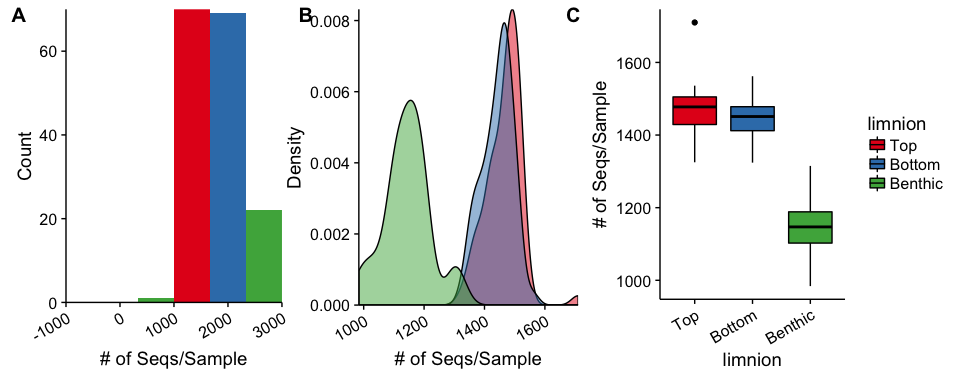 A
60
40
20
0
Count
-1000
0
1000
2000
3000
# of Seqs/Sample
B
0.008
0.006
0.004
0.002
0.000
Density
1000
1200
1400
1600
# of Seqs/Sample
C
1600
1400
1200
1000
# of Seqs/Sample
Top
Bottom
Benthic
limnion
limnion
Top
Bottom
Benthic